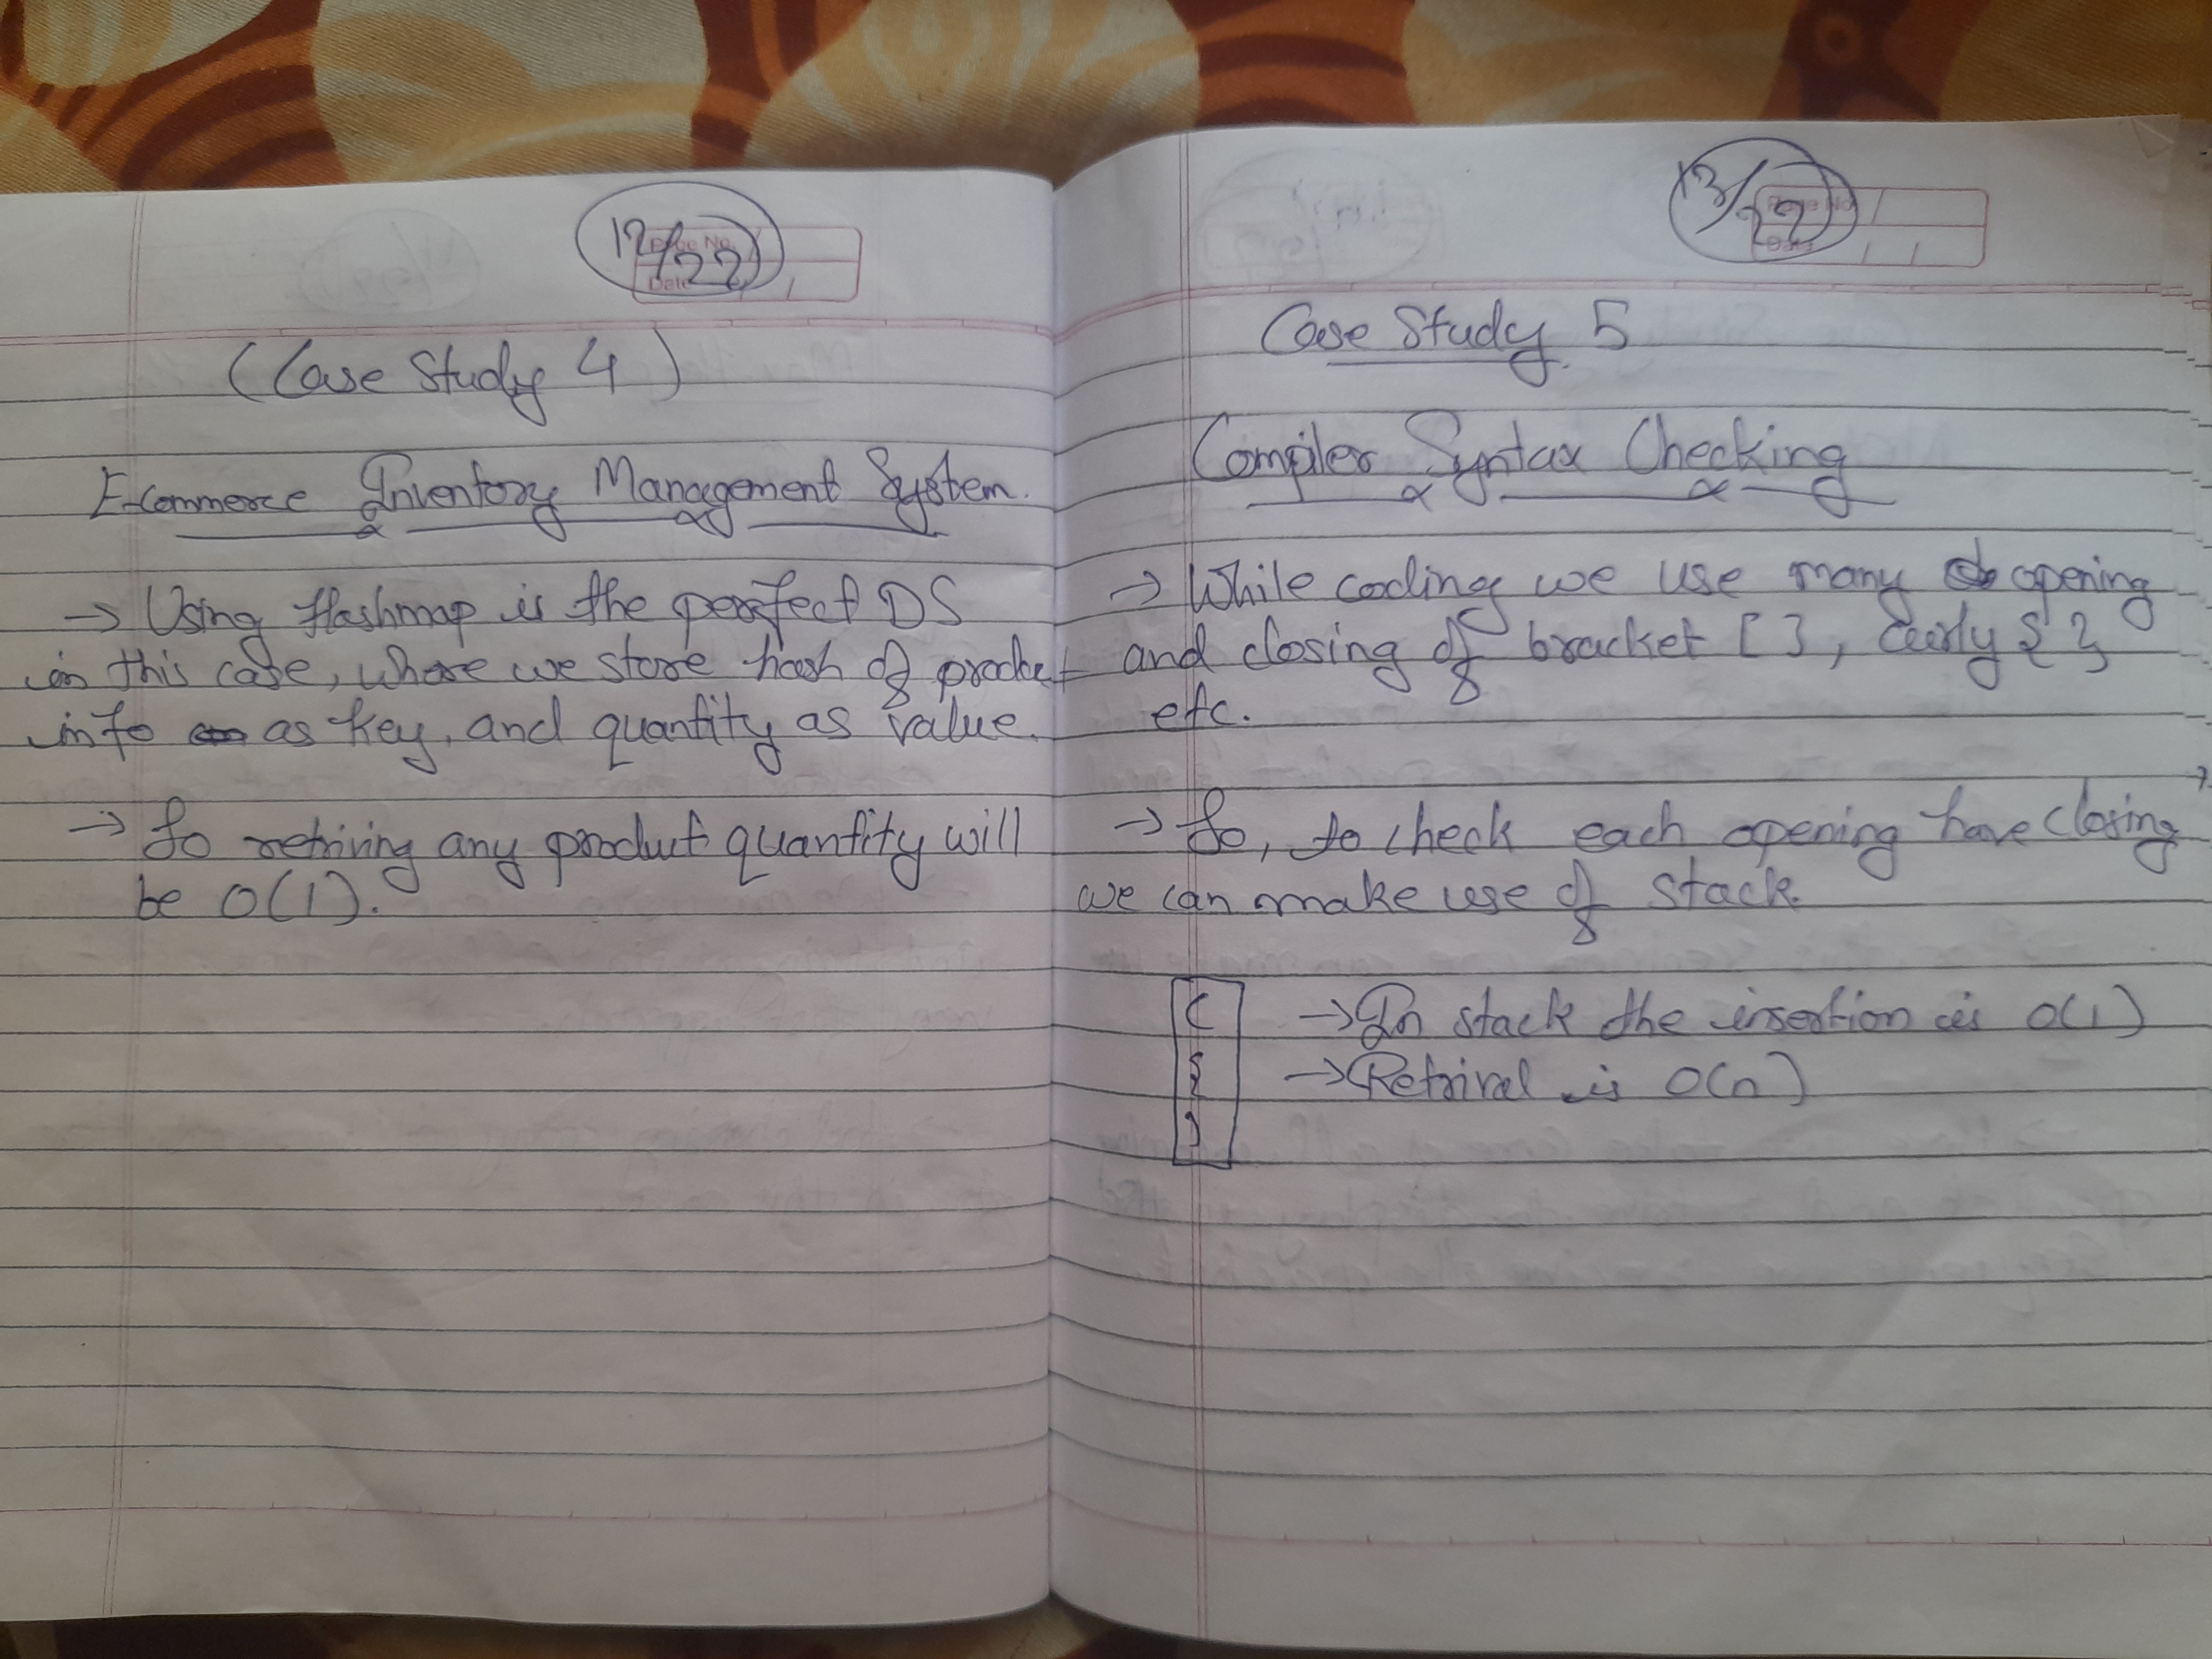 12/22
Page No.
Date
(Case Study 4)
Ecommerce Inventory Management System.
→ Using Hashmap is the perfect DS
in this case, where we store hash of product
info as key, and quantity as value.
→ So retriving any product quantity will
be O(1).
13/22
Page No.
Date
Case Study 5
Compiler Syntax Checking
→ While coding we use many opening
and closing of bracket [ ], curly { }
etc.
→ So, to check each opening have closing,
we can make use of stack.
→ In stack the insertion is O(1)
→ Retrival is O(n)